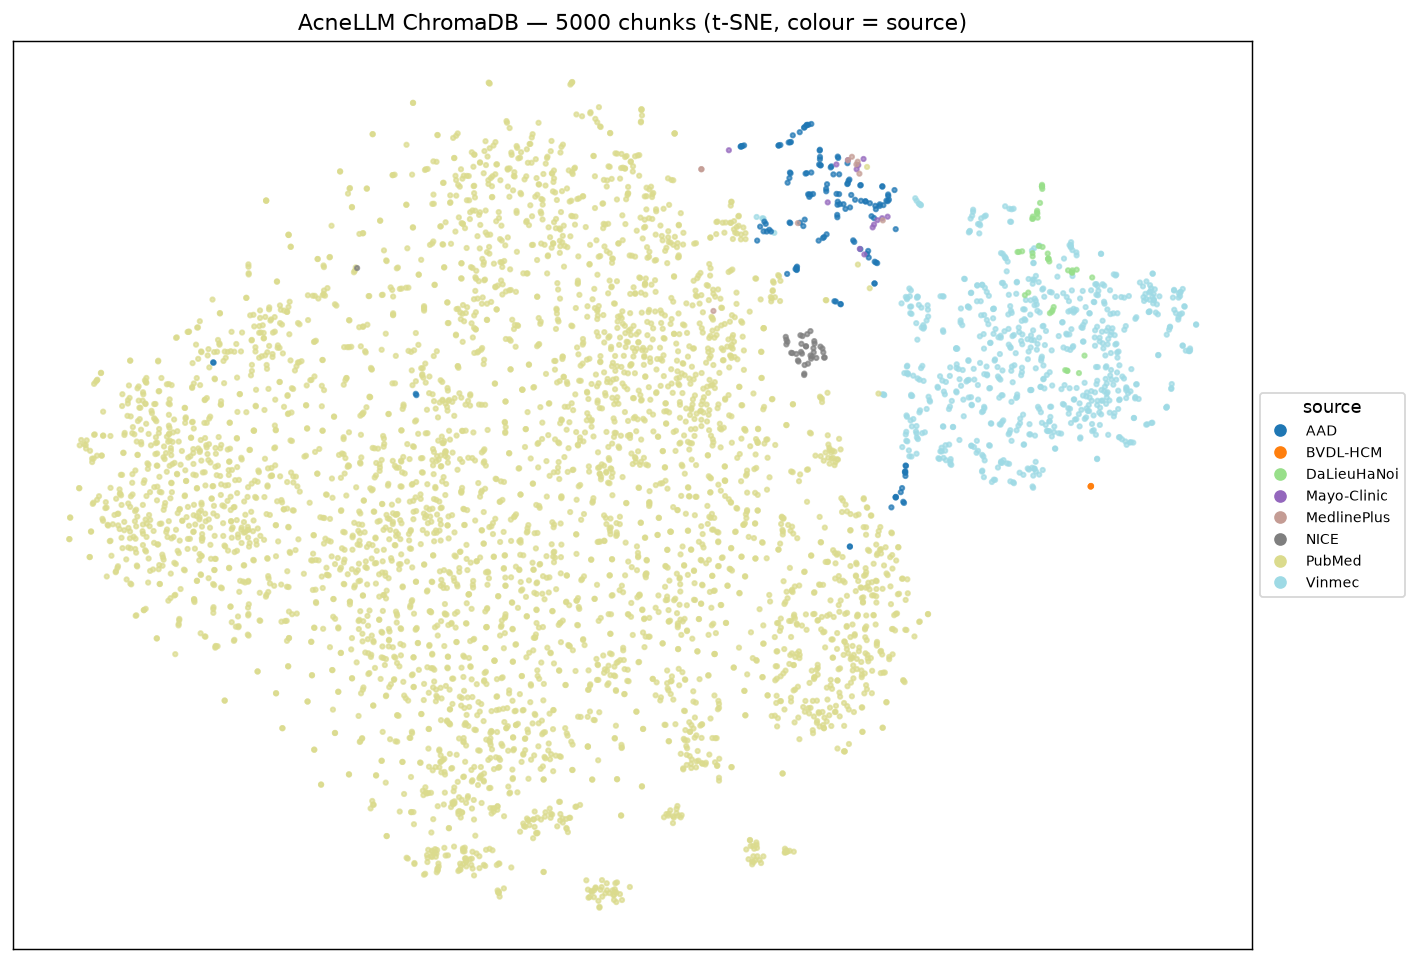 AcneLLM ChromaDB — 5000 chunks (t-SNE, colour = source)
source
AAD
BVDL-HCM
DaLieuHaNoi
Mayo-Clinic
MedlinePlus
NICE
PubMed
Vinmec